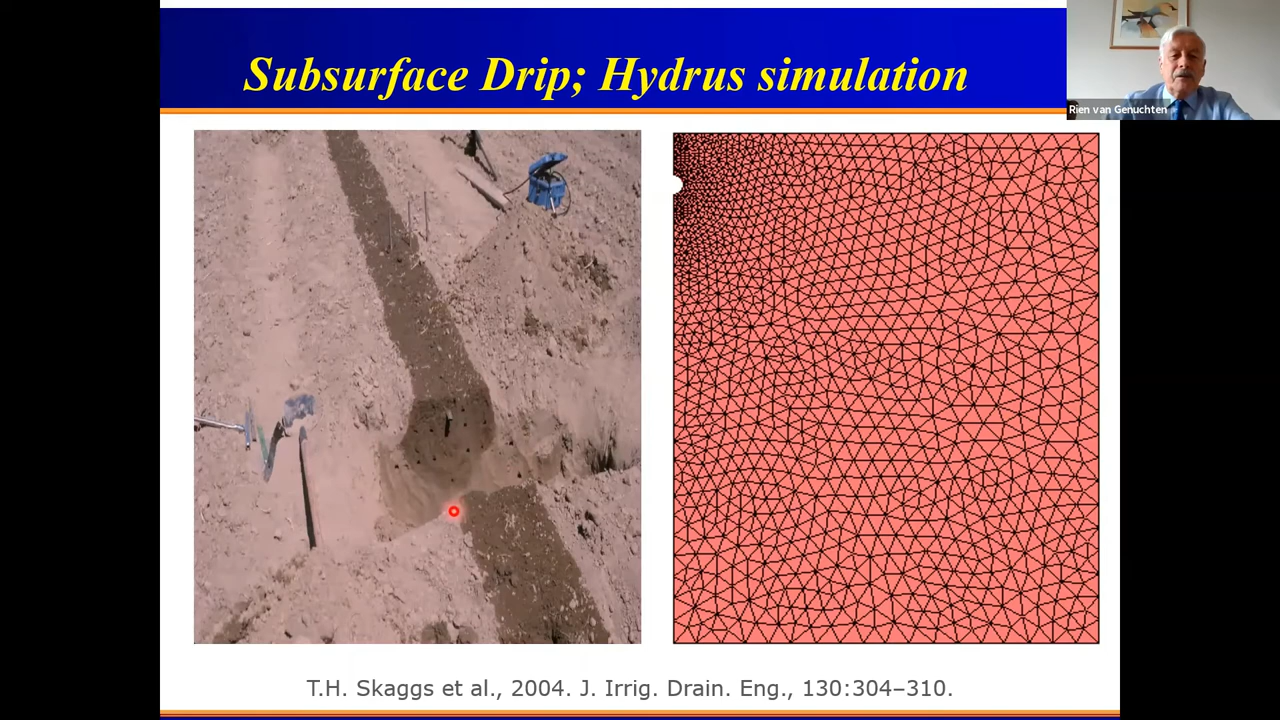 Subsurface Drip; Hydrus simulation
Rien van Genuchten
T.H. Skaggs et al., 2004. J. Irrig. Drain. Eng., 130:304–310.